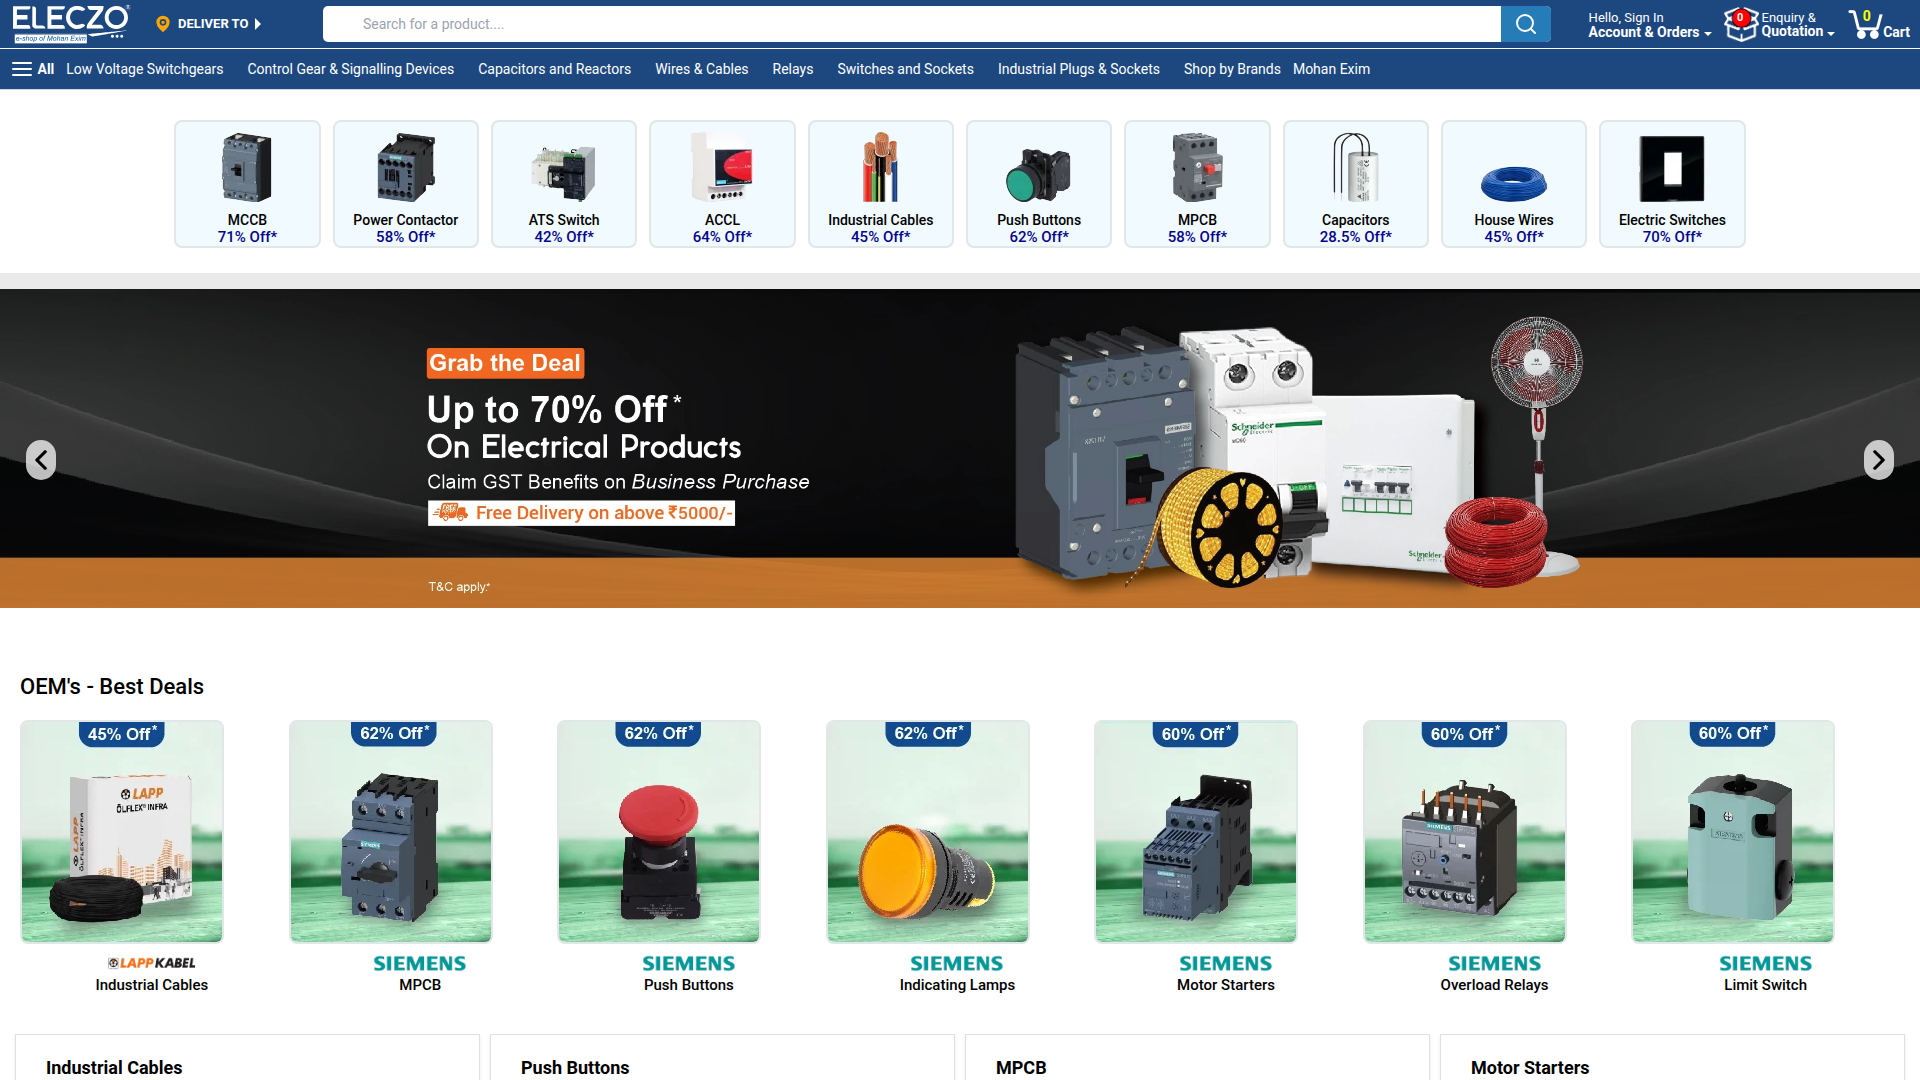 ELECZO
e-shop of Mohan Exim
DELIVER TO
Search for a product....
Hello, Sign In
Account & Orders
0
Enquiry &
Quotation
0
Cart
All
Low Voltage Switchgears
Control Gear & Signalling Devices
Capacitors and Reactors
Wires & Cables
Relays
Switches and Sockets
Industrial Plugs & Sockets
Shop by Brands
Mohan Exim
MCCB
71% Off*
Power Contactor
58% Off*
ATS Switch
42% Off*
ACCL
64% Off*
Industrial Cables
45% Off*
Push Buttons
62% Off*
MPCB
58% Off*
Capacitors
28.5% Off*
House Wires
45% Off*
Electric Switches
70% Off*
Grab the Deal
Up to 70% Off*
On Electrical Products
Claim GST Benefits on Business Purchase
Free Delivery on above ₹5000/-
T&C apply.*
Schneider
Electric
Schneider
OEM's - Best Deals
45% Off*
LAPP
ÖLFLEX® INFRA
LAPP
ÖLFLEX® INFRA
LAPP KABEL
Industrial Cables
62% Off*
SIEMENS
SIEMENS
MPCB
62% Off*
SIEMENS
Push Buttons
62% Off*
SIEMENS
Indicating Lamps
60% Off*
SIEMENS
Motor Starters
60% Off*
SIEMENS
SIEMENS
Overload Relays
60% Off*
SIEMENS
Limit Switch
Industrial Cables
Push Buttons
MPCB
Motor Starters